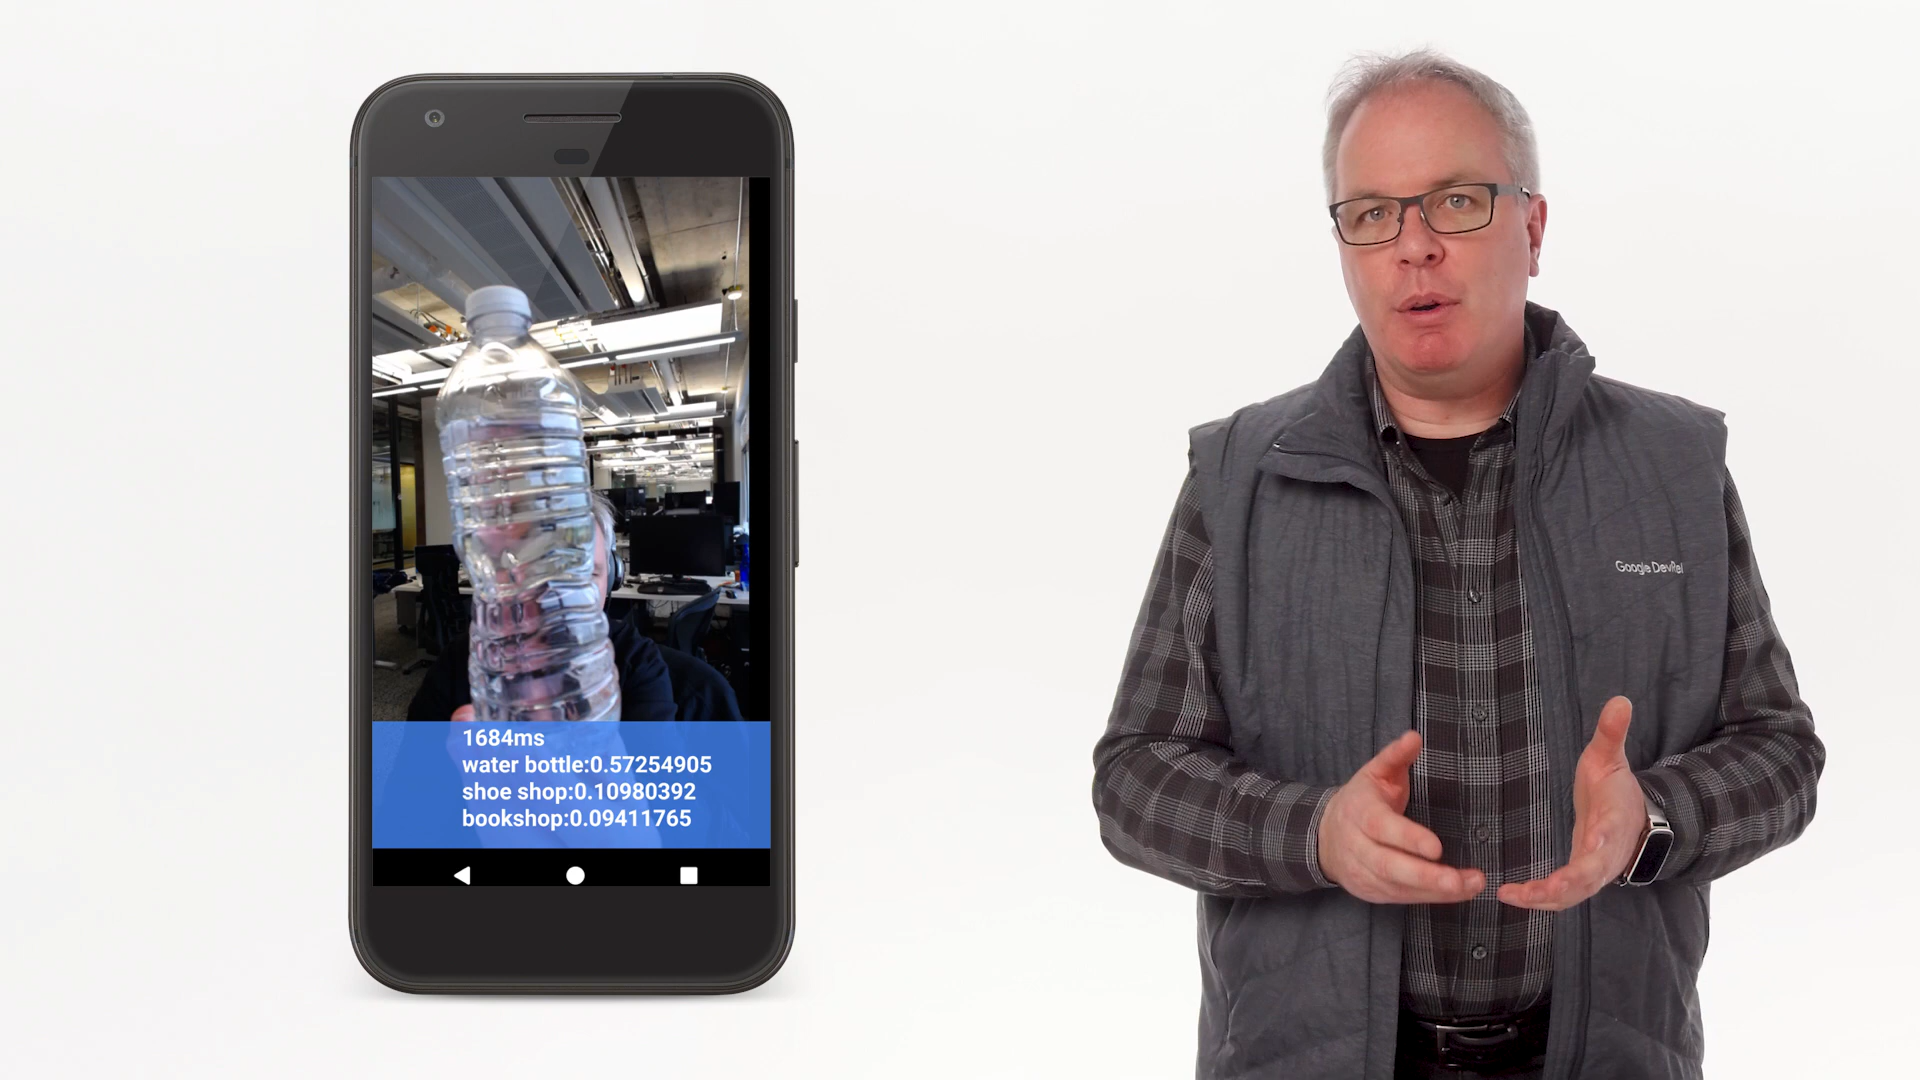 1684ms
water bottle:0.57254905
shoe shop:0.10980392
bookshop:0.09411765
Google DevRel